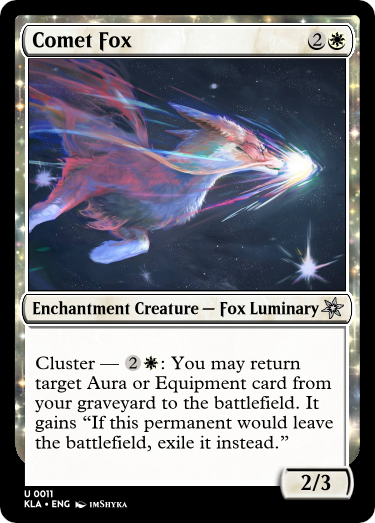 Comet Fox 2
Enchantment Creature — Fox Luminary
Cluster — 2: You may return
target Aura or Equipment card from
your graveyard to the battlefield. It
gains “If this permanent would leave
the battlefield, exile it instead.”
2/3
U 0011
KLA • ENG imShyka